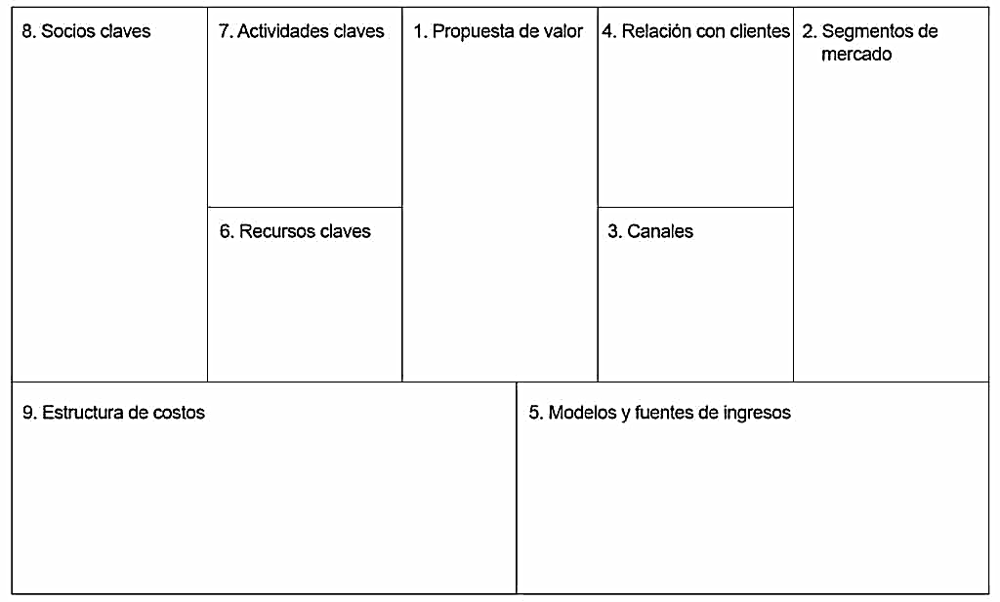 8. Socios claves
7. Actividades claves
1. Propuesta de valor
4. Relación con clientes
2. Segmentos de
mercado
6. Recursos claves
3. Canales
9. Estructura de costos
5. Modelos y fuentes de ingresos